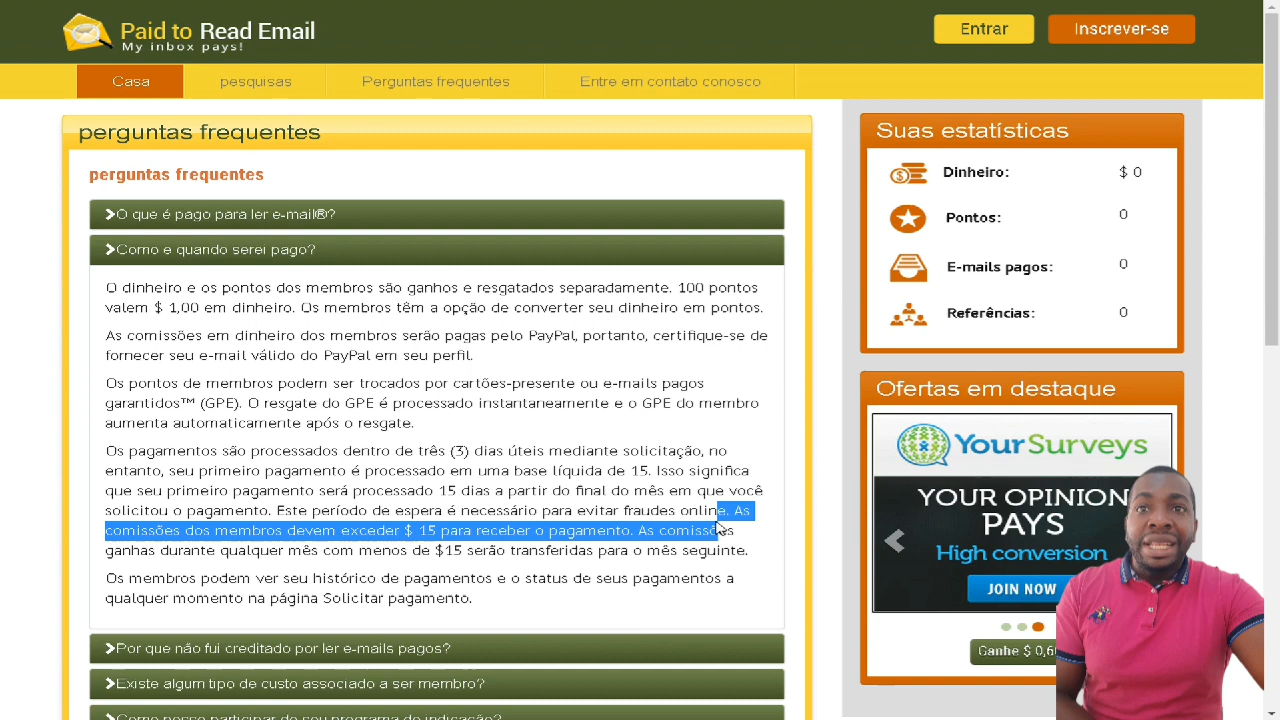 Paid to Read Email
My inbox pays!
Entrar
Inscrever-se
Casa
pesquisas
Perguntas frequentes
Entre em contato conosco
perguntas frequentes
perguntas frequentes
O que é pago para ler e-mail®?
Como e quando serei pago?
O dinheiro e os pontos dos membros são ganhos e resgatados separadamente. 100 pontos
valem $ 1,00 em dinheiro. Os membros têm a opção de converter seu dinheiro em pontos.
As comissões em dinheiro dos membros serão pagas pelo PayPal, portanto, certifique-se de
fornecer seu e-mail válido do PayPal em seu perfil.
Os pontos de membros podem ser trocados por cartões-presente ou e-mails pagos
garantidos™ (GPE). O resgate do GPE é processado instantaneamente e o GPE do membro
aumenta automaticamente após o resgate.
Os pagamentos são processados dentro de três (3) dias úteis mediante solicitação, no
entanto, seu primeiro pagamento é processado em uma base líquida de 15. Isso significa
que seu primeiro pagamento será processado 15 dias a partir do final do mês em que você
solicitou o pagamento. Este período de espera é necessário para evitar fraudes online. As
comissões dos membros devem exceder $ 15 para receber o pagamento. As comissões
ganhas durante qualquer mês com menos de $15 serão transferidas para o mês seguinte.
Os membros podem ver seu histórico de pagamentos e o status de seus pagamentos a
qualquer momento na página Solicitar pagamento.
Por que não fui creditado por ler e-mails pagos?
Existe algum tipo de custo associado a ser membro?
Como posso participar do seu programa de indicação?
Suas estatísticas
Dinheiro: $ 0
Pontos: 0
E-mails pagos: 0
Referências: 0
Ofertas em destaque
YourSurveys
YOUR OPINION
PAYS
High conversion
JOIN NOW
Ganhe $